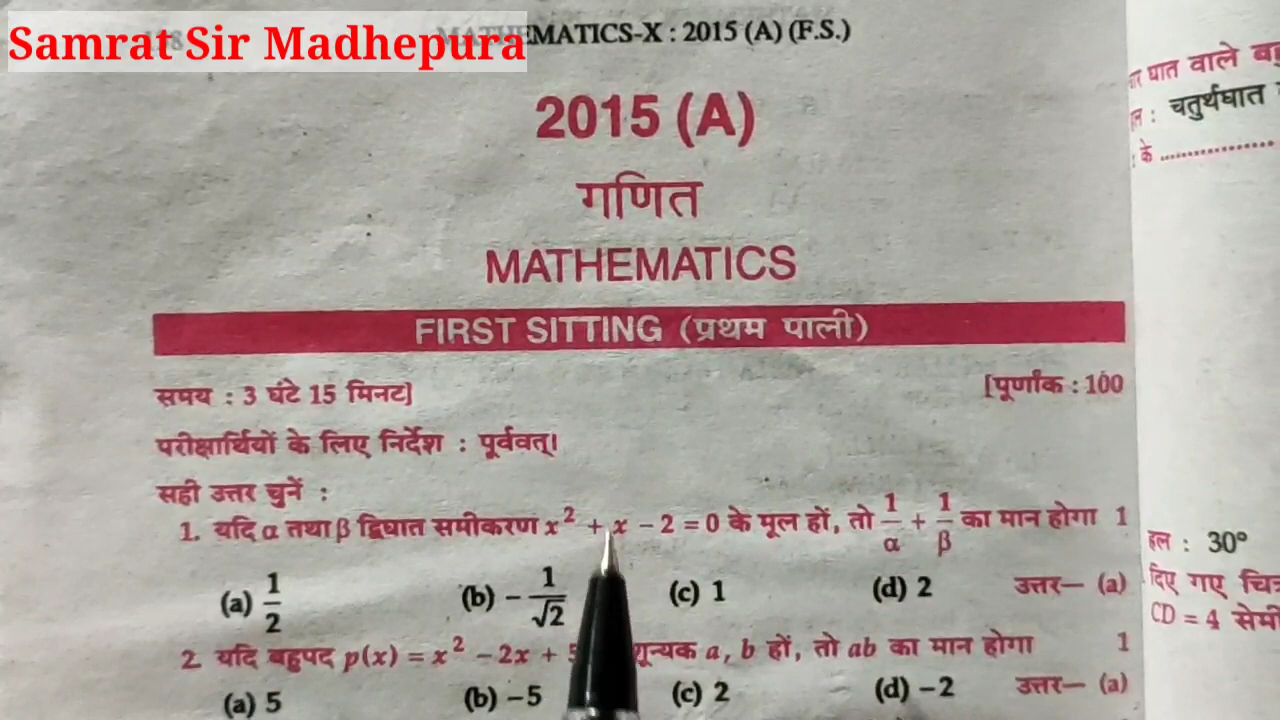 Samrat Sir Madhepura
MATHEMATICS-X : 2015 (A) (F.S.)
2015 (A)
गणित
MATHEMATICS
FIRST SITTING (प्रथम पाली)
समय : 3 घंटे 15 मिनट] [पूर्णांक : 100
परीक्षार्थियों के लिए निर्देश : पूर्ववत्।
सही उत्तर चुनें :
1. यदि α तथा β द्विघात समीकरण x² + x − 2 = 0 के मूल हों, तो 1/α + 1/β का मान होगा 1
(a) 1/2 (b) − 1/√2 (c) 1 (d) 2 उत्तर— (a)
2. यदि बहुपद p(x) = x² − 2x + 5 शून्यक a, b हों, तो ab का मान होगा 1
(a) 5 (b) −5 (c) 2 (d) −2 उत्तर— (a)
घात वाले
चतुर्थघात
के
हल : 30°
दिए गए
CD = 4 सेमी